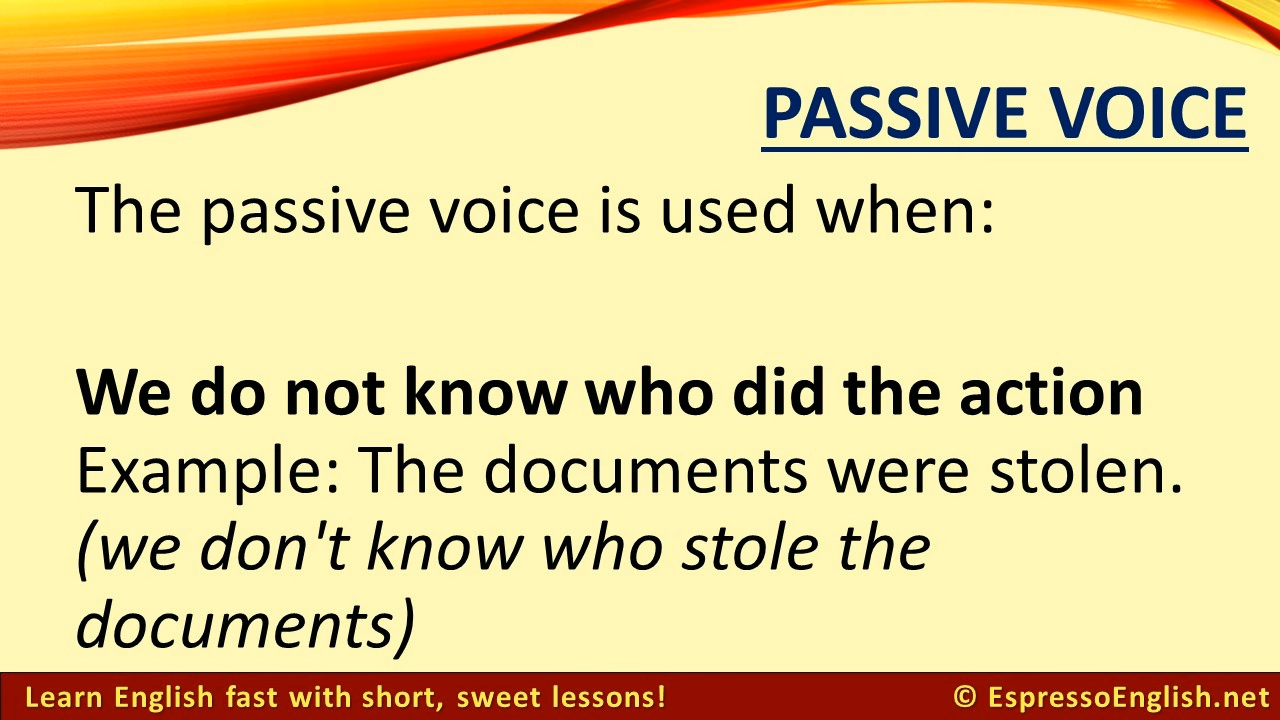 PASSIVE VOICE
The passive voice is used when:
We do not know who did the action
Example: The documents were stolen.
(we don't know who stole the
documents)
Learn English fast with short, sweet lessons!
© EspressoEnglish.net